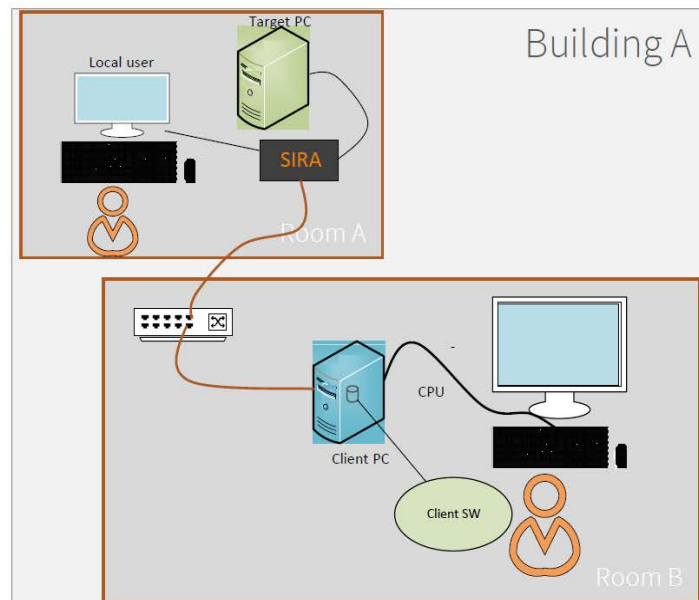 Building A
Target PC
Local user
SIRA
Room A
CPU
Client PC
Client SW
Room B